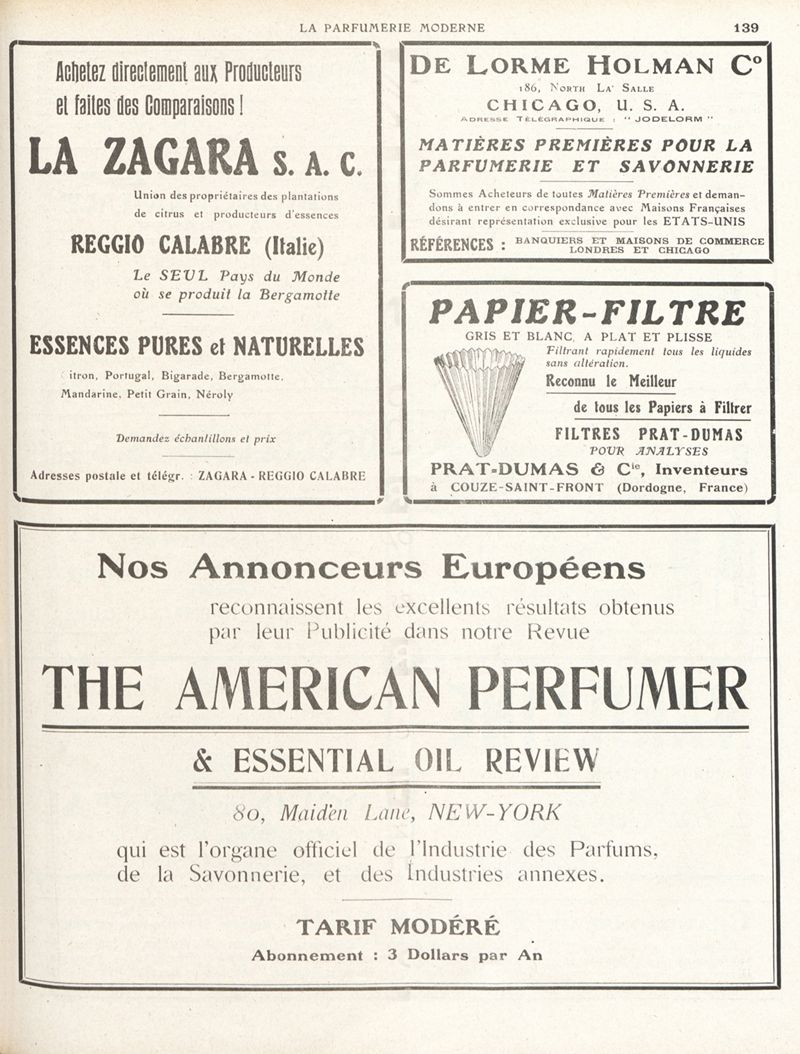 LA PARFUMERIE MODERNE
139
Achetez directement aux Producteurs
et faites des Comparaisons !
LA ZAGARA S. A. C.
Union des propriétaires des plantations
de citrus et producteurs d'essences
REGGIO CALABRE (Italie)
Le SEUL Pays du Monde
où se produit la Bergamotte
ESSENCES PURES et NATURELLES
Citron, Portugal, Bigarade, Bergamotte,
Mandarine, Petit Grain, Néroly
Demandez échantillons et prix
Adresses postale et télégr. : ZAGARA - REGGIO CALABRE
DE LORME HOLMAN Cº
186, NORTH LA' SALLE
CHICAGO, U. S. A.
ADRESSE TÉLÉGRAPHIQUE : “ JODELORM ”
MATIÈRES PREMIÈRES POUR LA
PARFUMERIE ET SAVONNERIE
Sommes Acheteurs de toutes Matières Premières et deman-
dons à entrer en correspondance avec Maisons Françaises
désirant représentation exclusive pour les ETATS-UNIS
RÉFÉRENCES : BANQUIERS ET MAISONS DE COMMERCE
LONDRES ET CHICAGO
PAPIER-FILTRE
GRIS ET BLANC, A PLAT ET PLISSE
Filtrant rapidement tous les liquides
sans altération.
Reconnu le Meilleur
de tous les Papiers à Filtrer
FILTRES PRAT-DUMAS
POUR ANALYSES
PRAT-DUMAS & Cie, Inventeurs
à COUZE-SAINT-FRONT (Dordogne, France)
Nos Annonceurs Européens
reconnaissent les excellents résultats obtenus
par leur Publicité dans notre Revue
THE AMERICAN PERFUMER
& ESSENTIAL OIL REVIEW
80, Maiden Lane, NEW-YORK
qui est l'organe officiel de l'Industrie des Parfums,
de la Savonnerie, et des Industries annexes.
TARIF MODÉRÉ
Abonnement : 3 Dollars par An